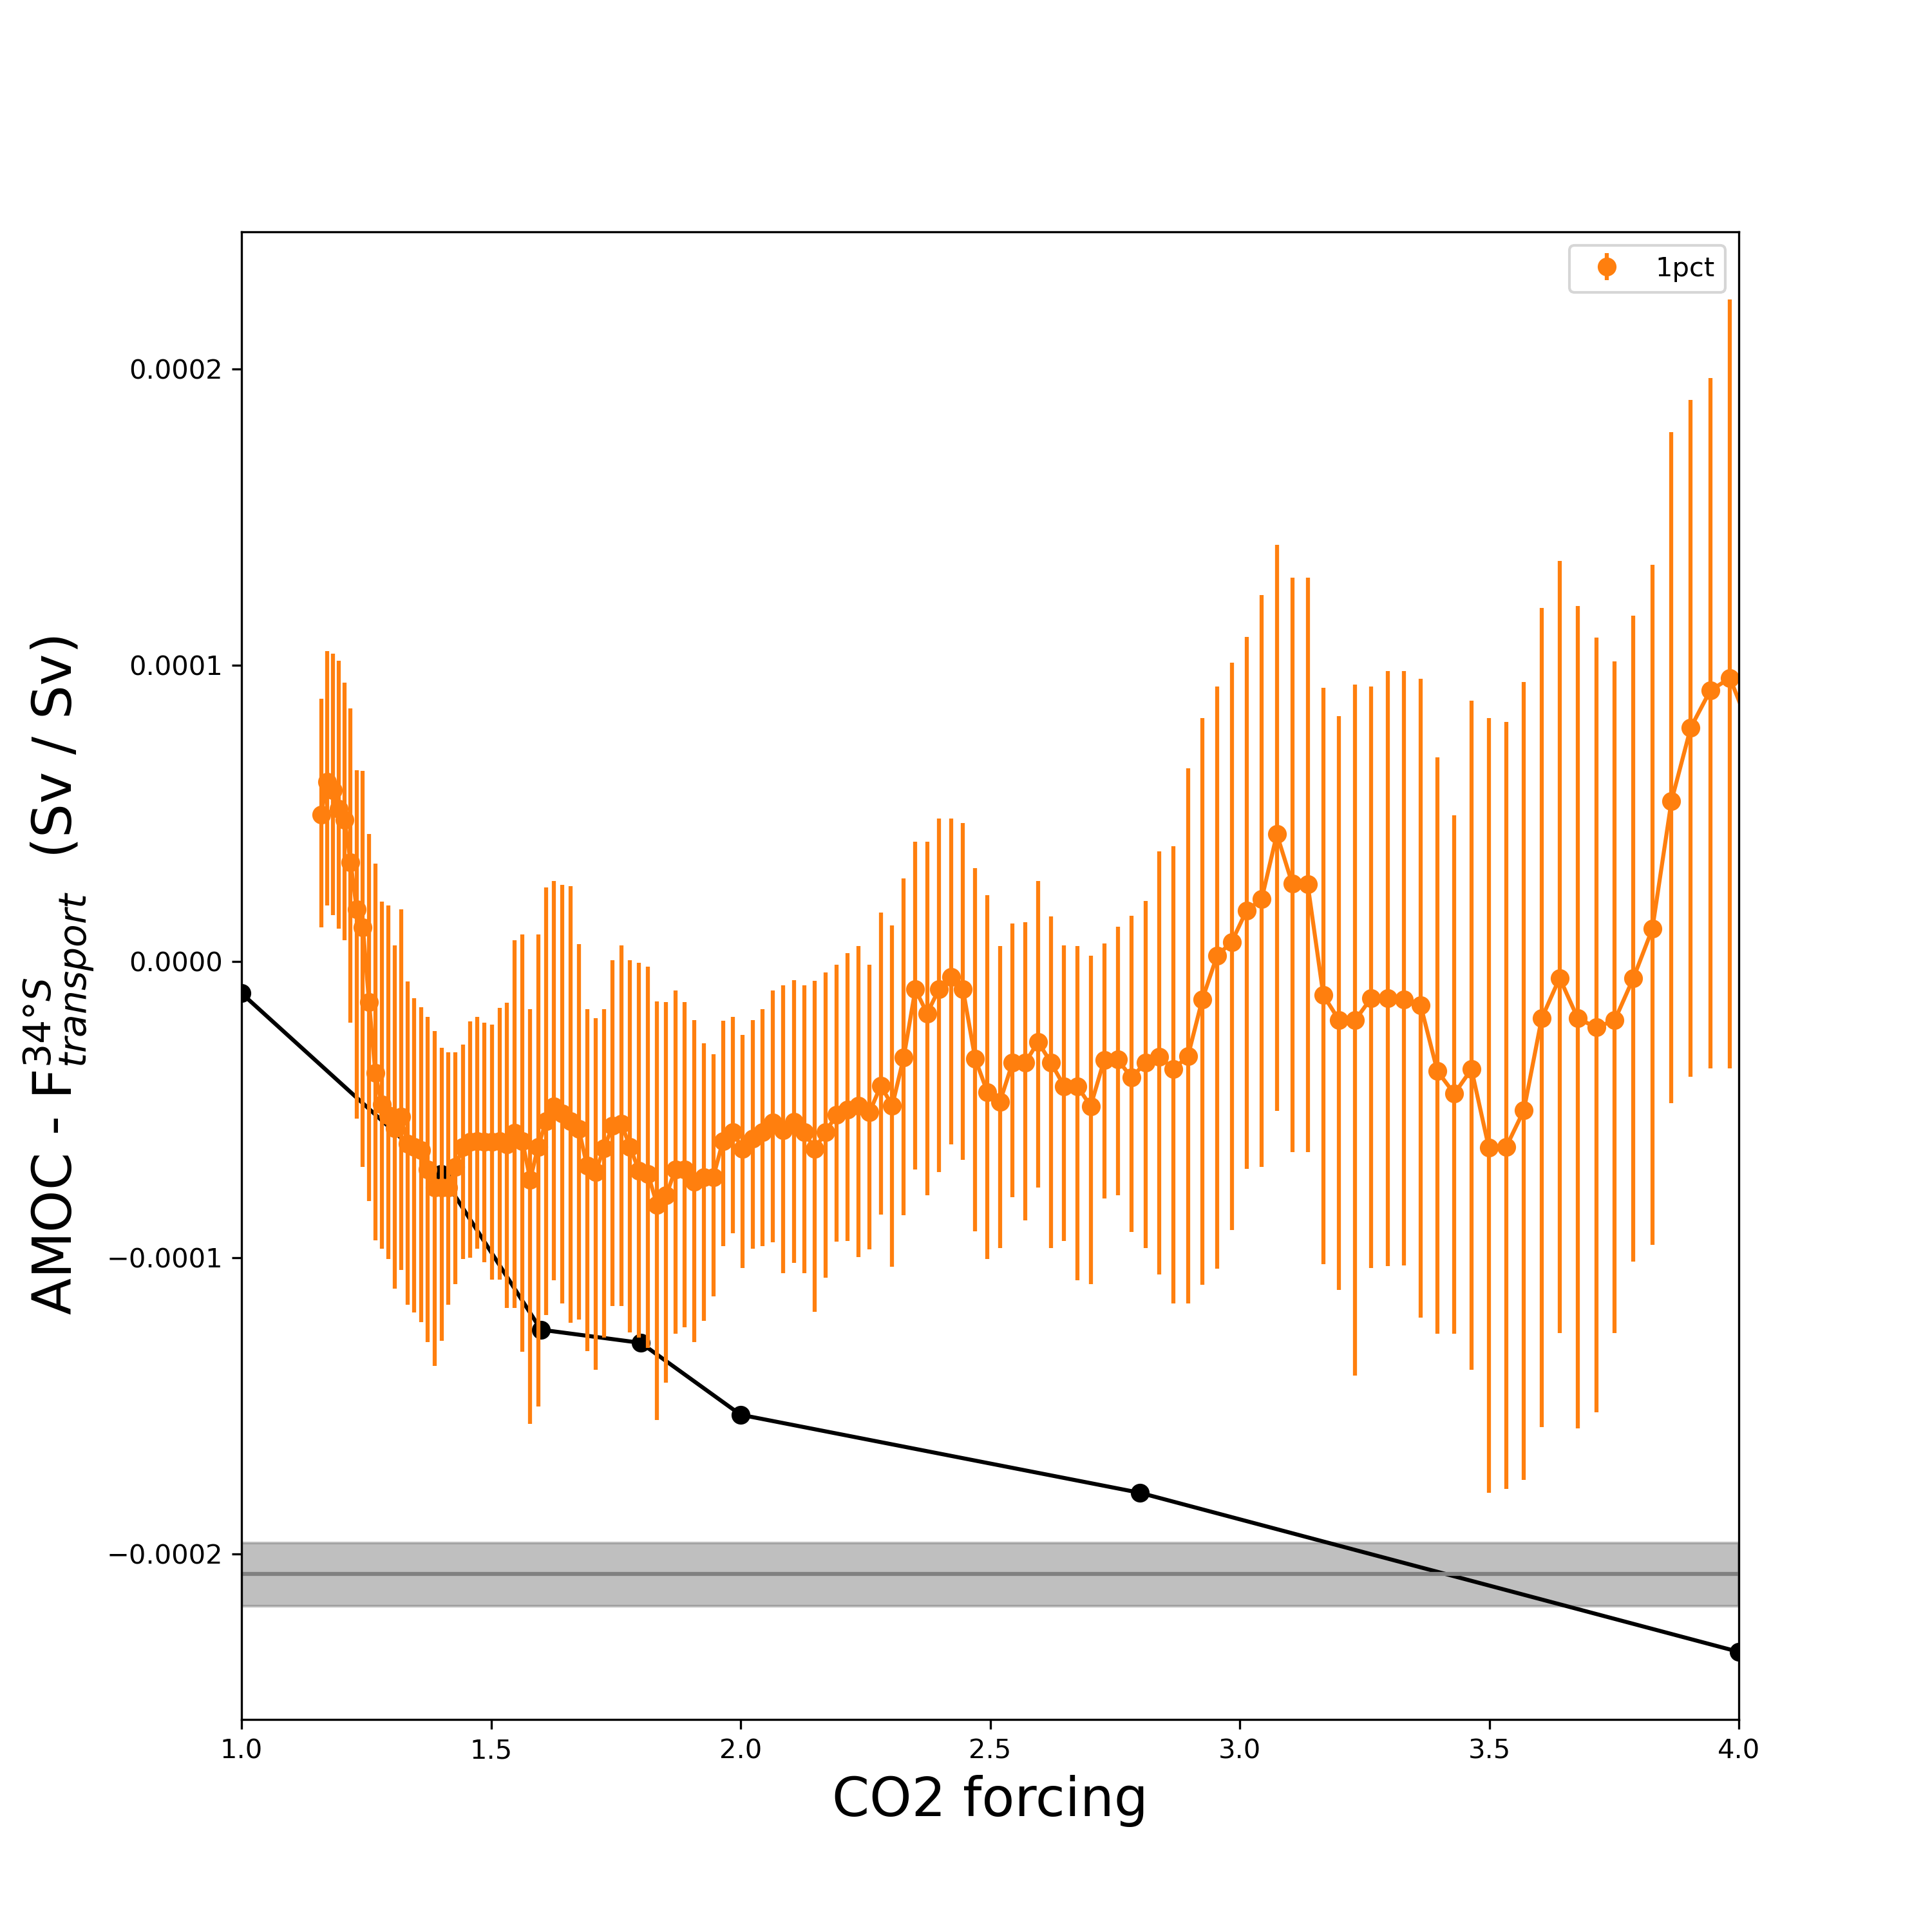 1pct
0.0002
0.0001
0.0000
−0.0001
−0.0002
AMOC - F34°S transport (Sv / Sv)
1.0 1.5 2.0 2.5 3.0 3.5 4.0
CO2 forcing